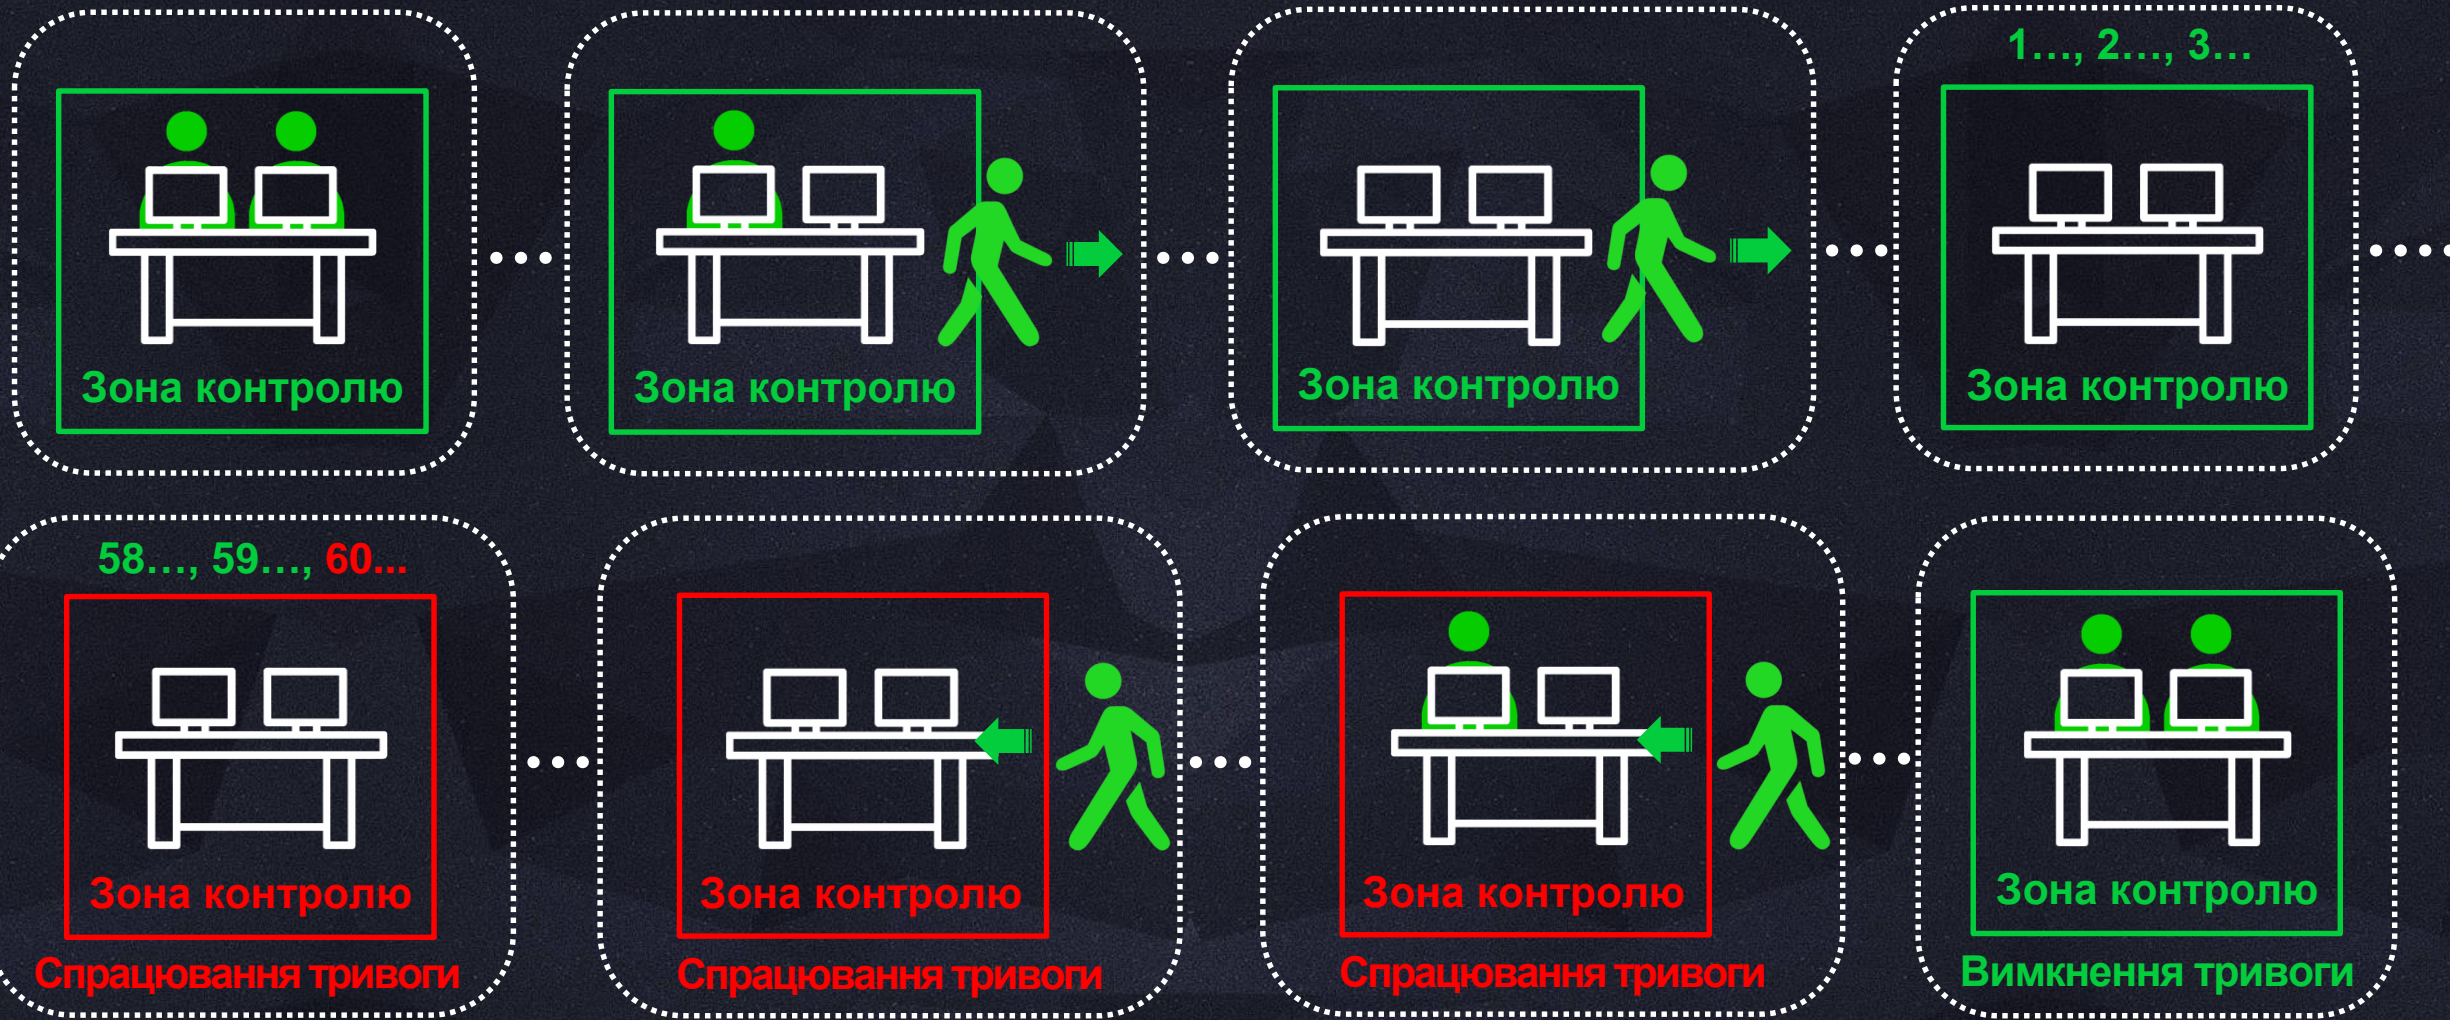 1…, 2…, 3…
Зона контролю
Зона контролю
Зона контролю
Зона контролю
58…, 59…, 60...
Зона контролю
Зона контролю
Зона контролю
Зона контролю
Спрацювання тривоги
Спрацювання тривоги
Спрацювання тривоги
Вимкнення тривоги